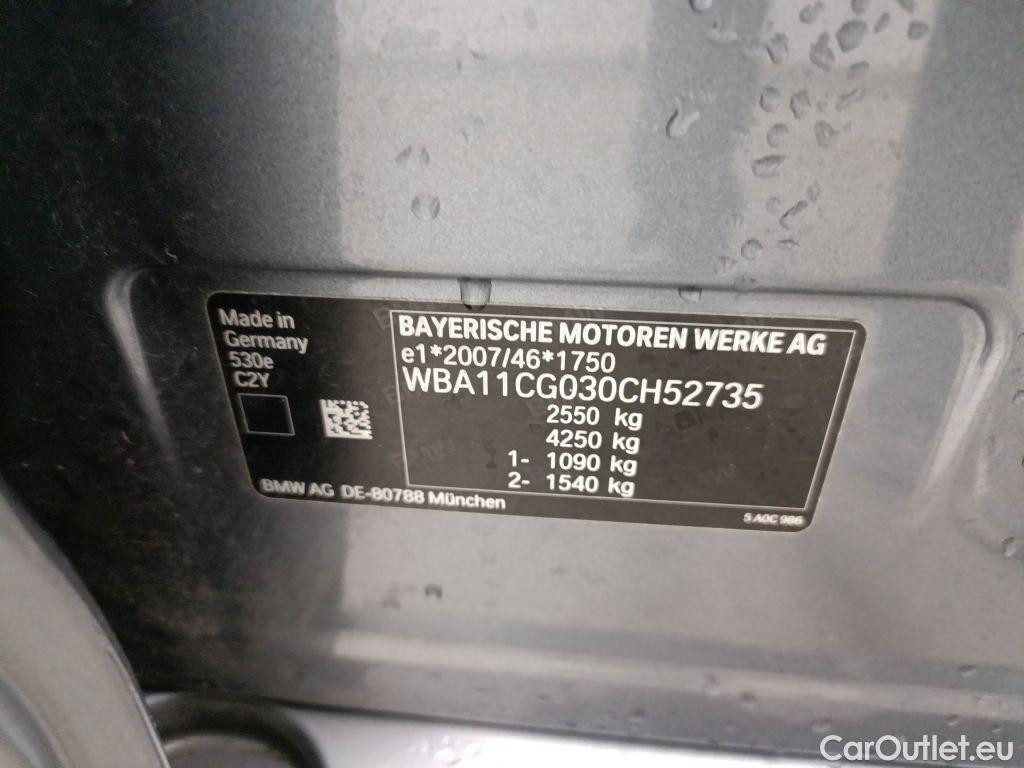 Made in
Germany
530e
C2Y
BAYERISCHE MOTOREN WERKE AG
e1*2007/46*1750
WBA11CG030CH52735
2550 kg
4250 kg
1- 1090 kg
2- 1540 kg
BMW AG DE-80788 München
5 A0C 986
CarOutlet.eu